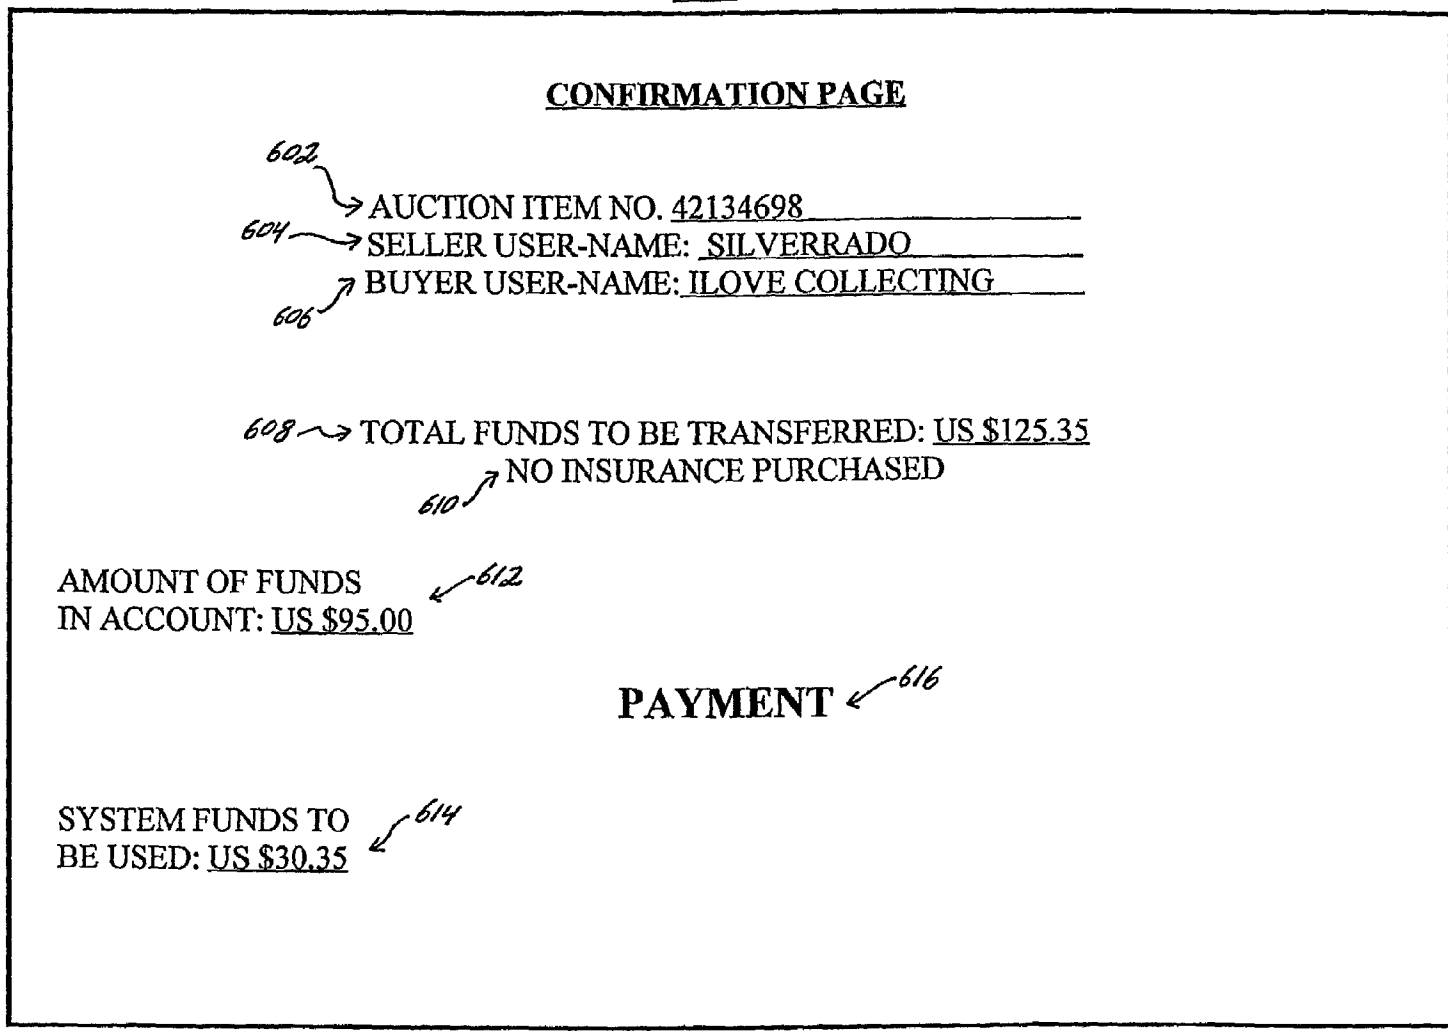 CONFIRMATION PAGE
602
AUCTION ITEM NO. 42134698
604 SELLER USER-NAME: SILVERRADO
BUYER USER-NAME: ILOVE COLLECTING
606
608 TOTAL FUNDS TO BE TRANSFERRED: US $125.35
NO INSURANCE PURCHASED
610
AMOUNT OF FUNDS
612
IN ACCOUNT: US $95.00
616
PAYMENT
SYSTEM FUNDS TO
614
BE USED: US $30.35